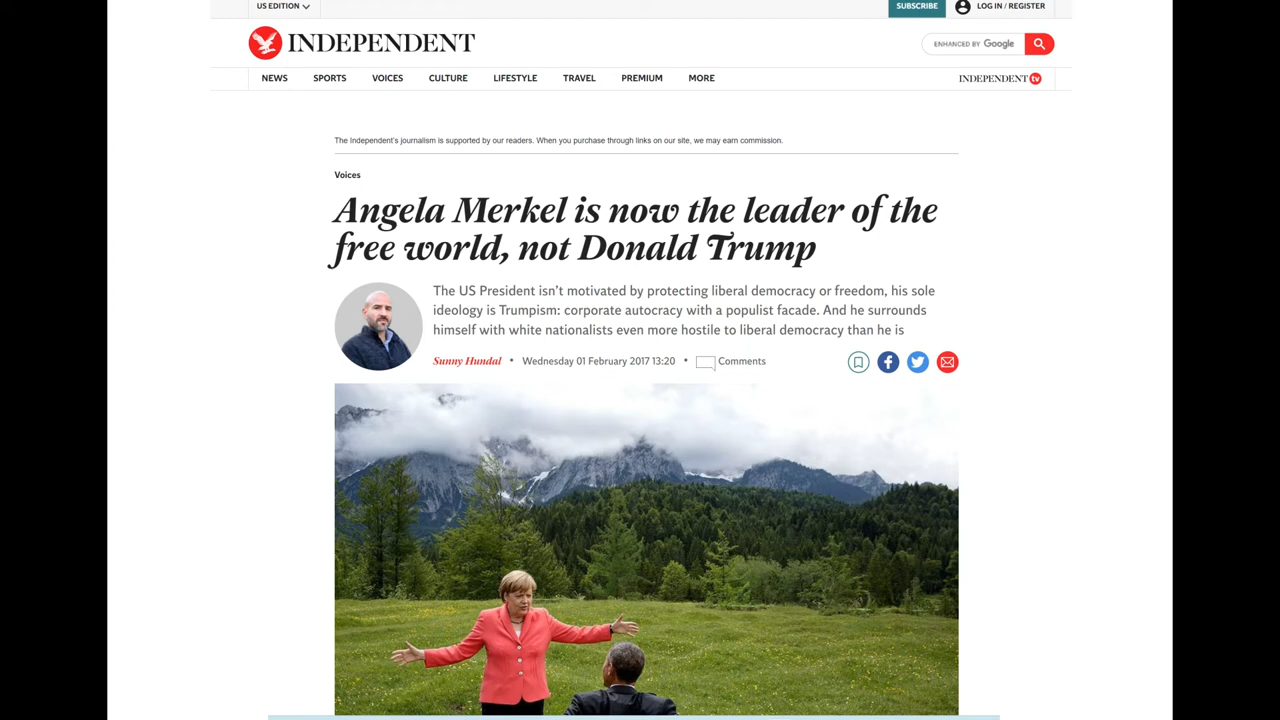 US EDITION
SUBSCRIBE
LOG IN / REGISTER
INDEPENDENT
ENHANCED BY Google
NEWS
SPORTS
VOICES
CULTURE
LIFESTYLE
TRAVEL
PREMIUM
MORE
INDEPENDENT tv
The Independent's journalism is supported by our readers. When you purchase through links on our site, we may earn commission.
Voices
Angela Merkel is now the leader of the
free world, not Donald Trump
The US President isn't motivated by protecting liberal democracy or freedom, his sole
ideology is Trumpism: corporate autocracy with a populist facade. And he surrounds
himself with white nationalists even more hostile to liberal democracy than he is
Sunny Hundal • Wednesday 01 February 2017 13:20 • Comments